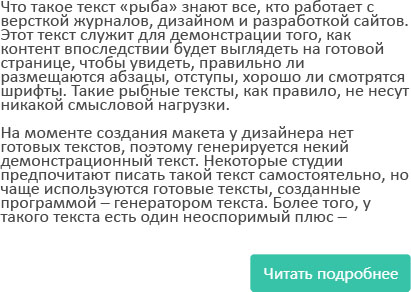 Что такое текст «рыба» знают все, кто работает с
версткой журналов, дизайном и разработкой сайтов.
Этот текст служит для демонстрации того, как
контент впоследствии будет выглядеть на готовой
странице, чтобы увидеть, правильно ли
размещаются абзацы, отступы, хорошо ли смотрятся
шрифты. Такие рыбные тексты, как правило, не несут
никакой смысловой нагрузки.
На моменте создания макета у дизайнера нет
готовых текстов, поэтому генерируется некий
демонстрационный текст. Некоторые студии
предпочитают писать такой текст самостоятельно, но
чаще используются готовые тексты, созданные
программой – генератором текста. Более того, у
такого текста есть один неоспоримый плюс –
Читать подробнее